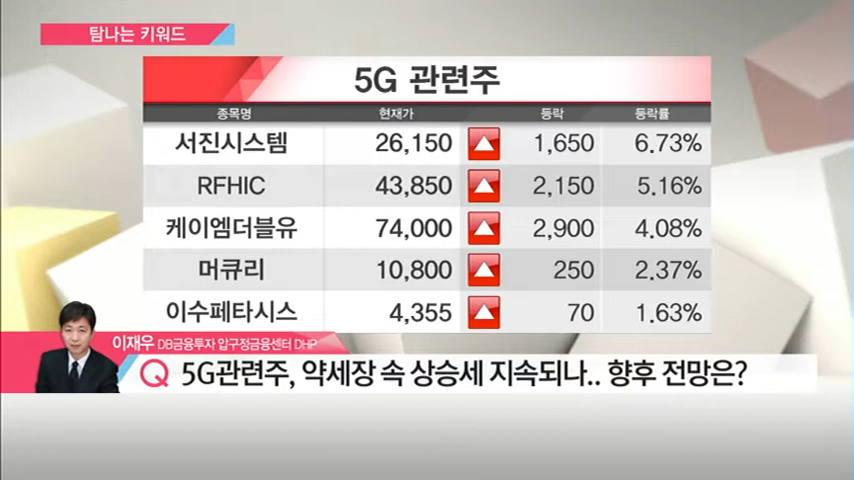 탐나는 키워드
5G 관련주
종목명 현재가 등락 등락률
서진시스템 26,150 ▲ 1,650 6.73%
RFHIC 43,850 ▲ 2,150 5.16%
케이엠더블유 74,000 ▲ 2,900 4.08%
머큐리 10,800 ▲ 250 2.37%
이수페타시스 4,355 ▲ 70 1.63%
이재우 DB금융투자 압구정금융센터 DHP
Q 5G관련주, 약세장 속 상승세 지속되나.. 향후 전망은?